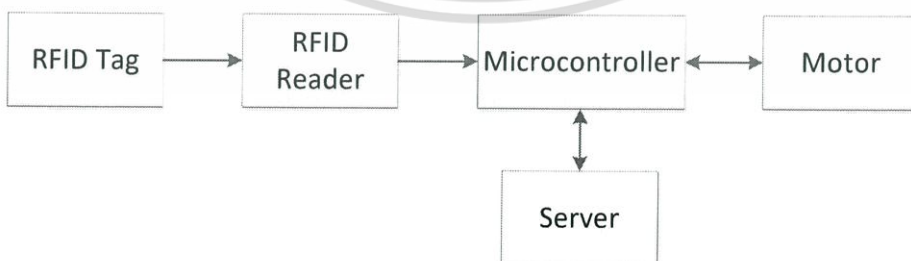 RFID Tag
RFID
Reader
Microcontroller
Motor
Server